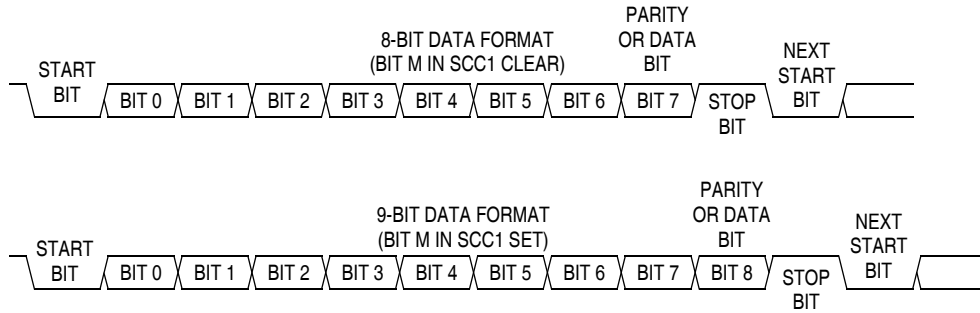 8-BIT DATA FORMAT
(BIT M IN SCC1 CLEAR)
PARITY
OR DATA
BIT
START
BIT
BIT 0
BIT 1
BIT 2
BIT 3
BIT 4
BIT 5
BIT 6
BIT 7
STOP
BIT
NEXT
START
BIT
9-BIT DATA FORMAT
(BIT M IN SCC1 SET)
PARITY
OR DATA
BIT
START
BIT
BIT 0
BIT 1
BIT 2
BIT 3
BIT 4
BIT 5
BIT 6
BIT 7
BIT 8
STOP
BIT
NEXT
START
BIT